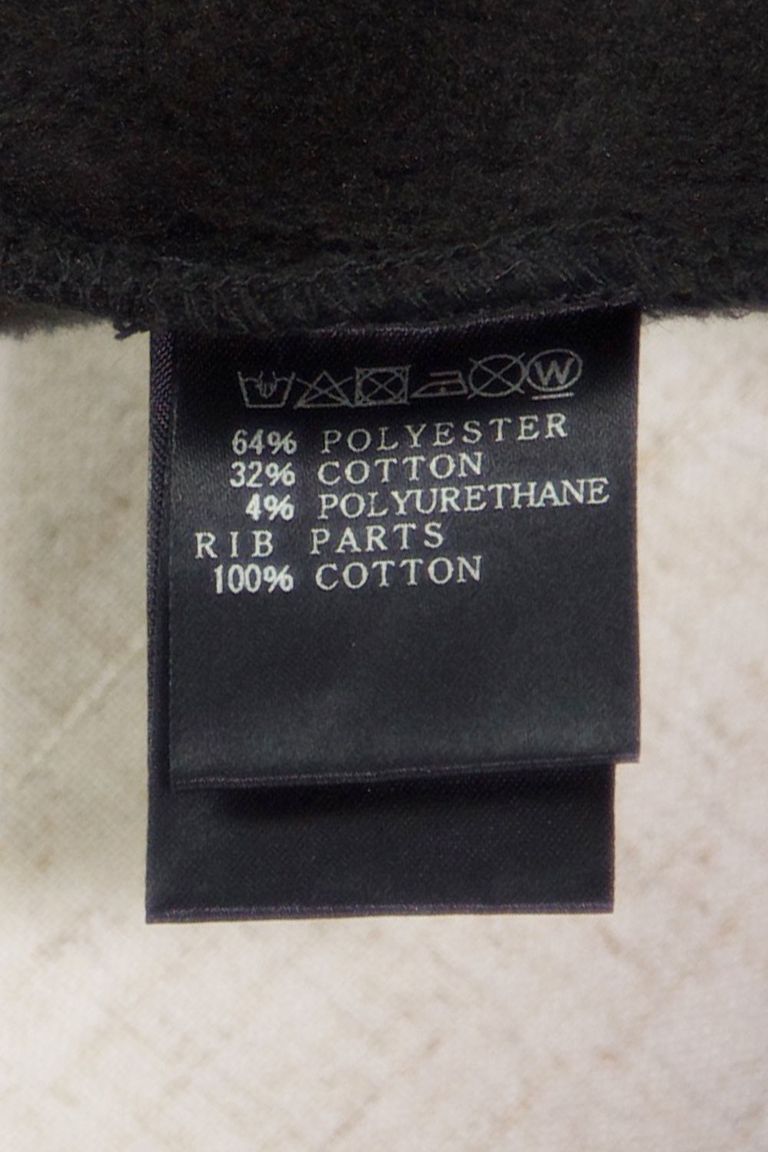 W
64% POLYESTER
32% COTTON
4% POLYURETHANE
RIB PARTS
100% COTTON